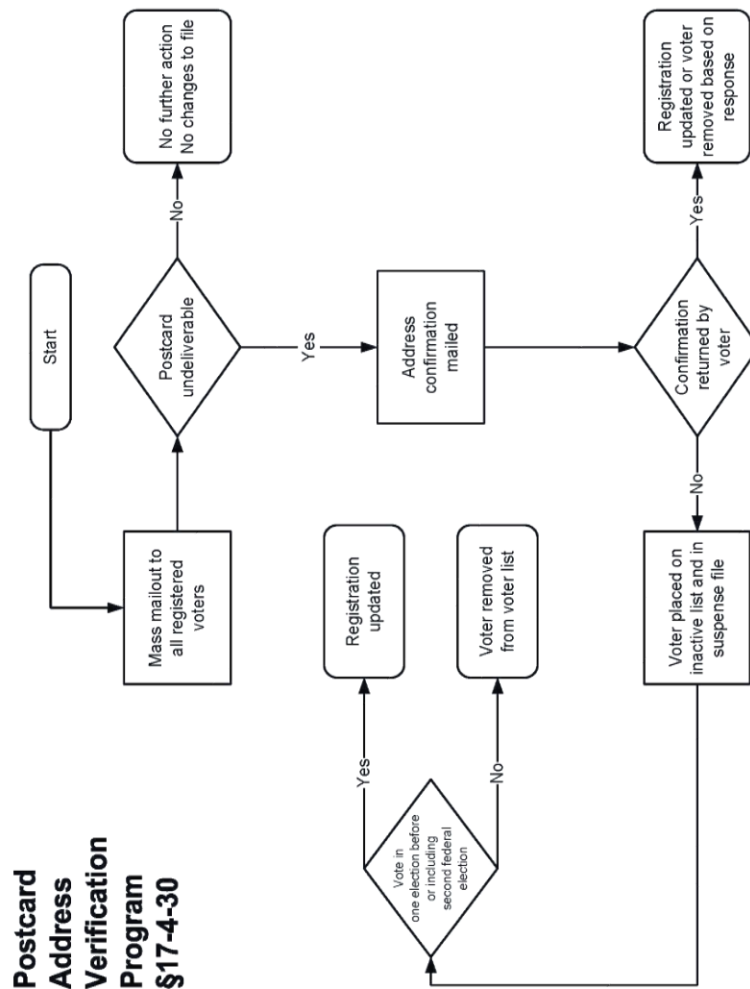 Postcard
Address
Verification
Program
§17-4-30
Start
Mass mailout to
all registered
voters
Postcard
undeliverable
No
No further action
No changes to file
Yes
Address
confirmation
mailed
Confirmation
returned by
voter
Yes
Registration
updated or voter
removed based on
response
No
Voter placed on
inactive list and in
suspense file
Vote in
one election before
or including
second federal
election
Yes
Registration
updated
No
Voter removed
from voter list